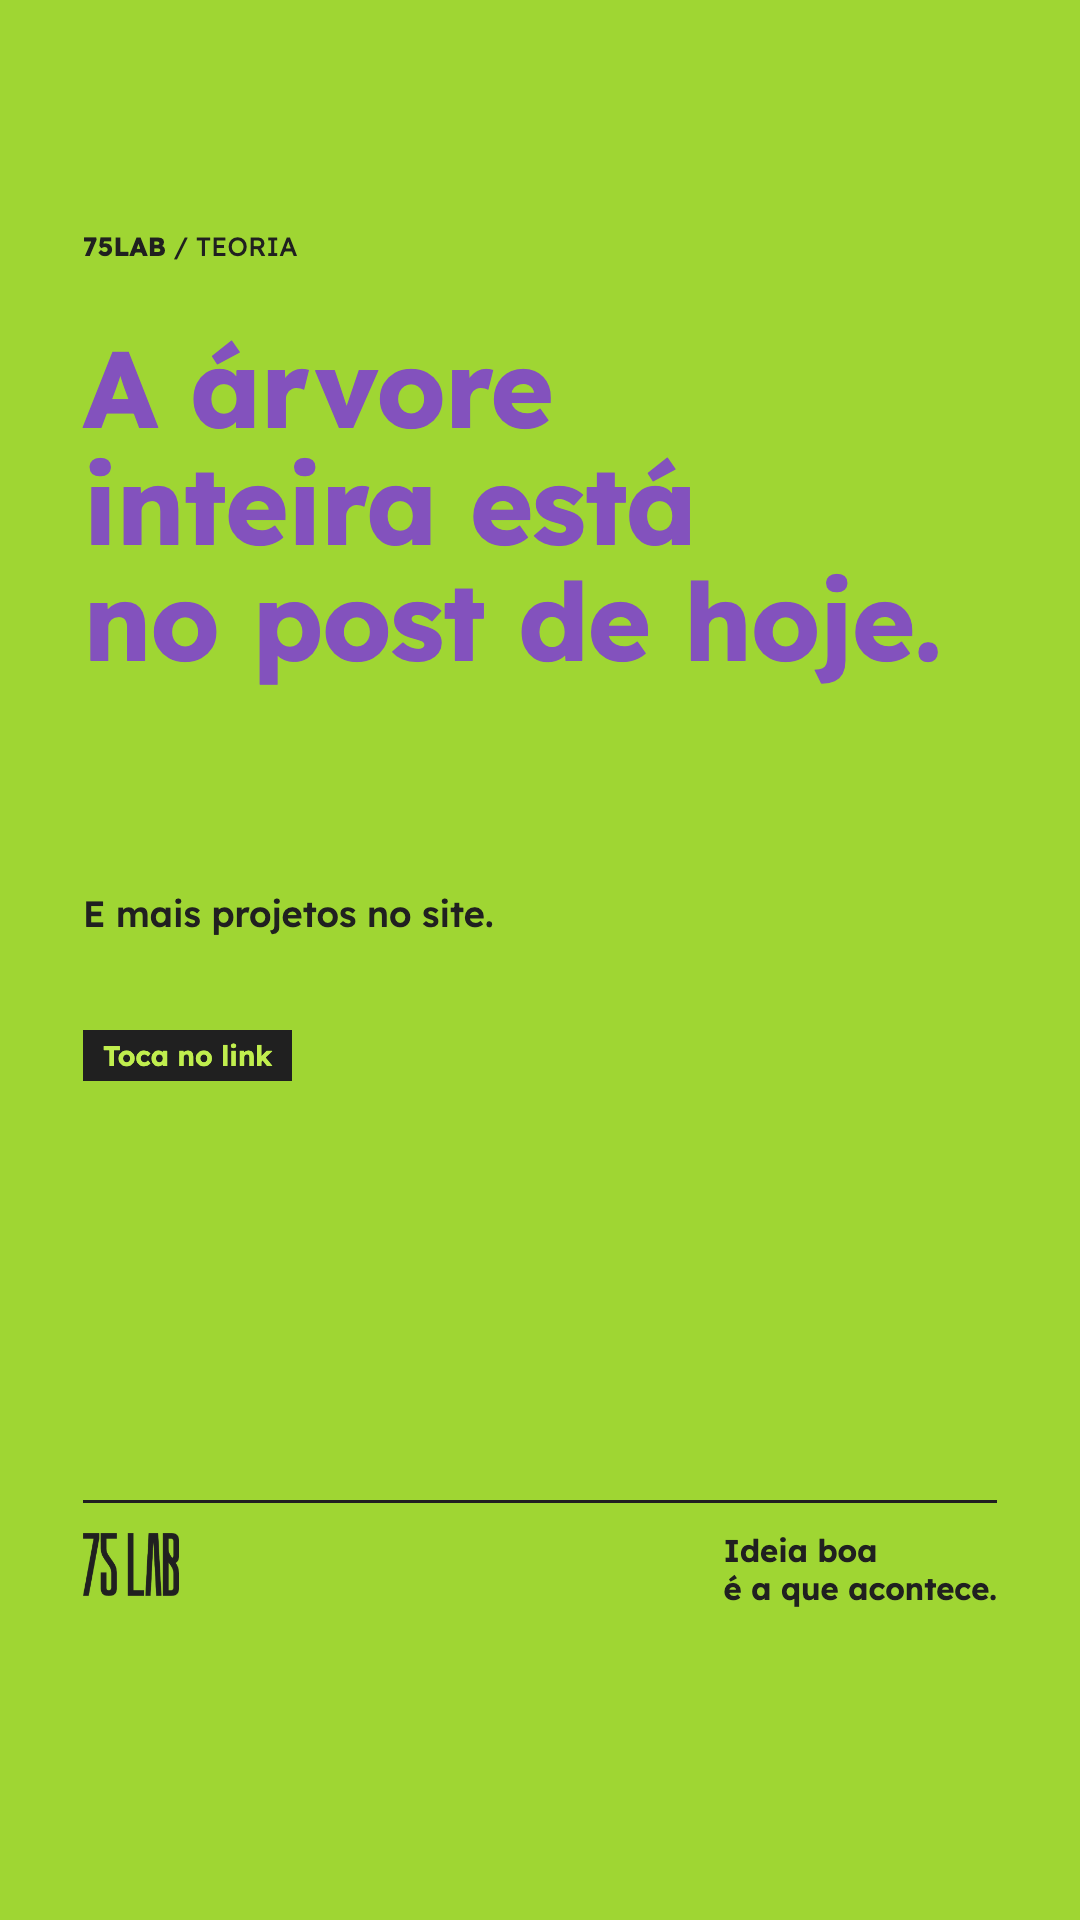 75LAB / TEORIA
A árvore
inteira está
no post de hoje.
E mais projetos no site.
Toca no link
75 LAB
Ideia boa
é a que acontece.